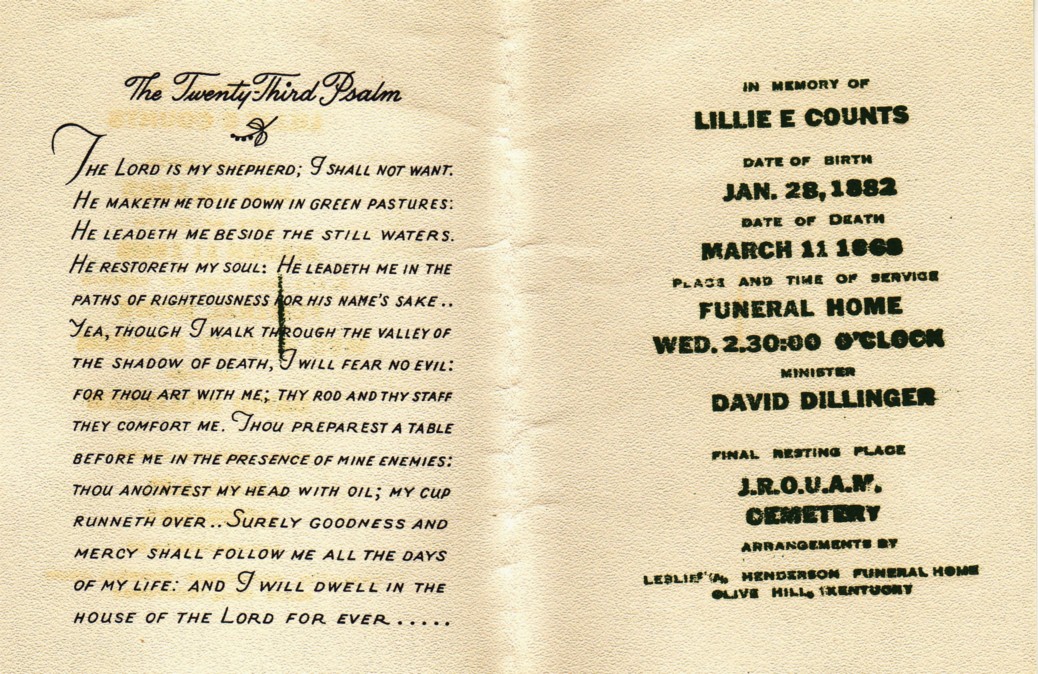 The Twenty-Third Psalm
THE LORD IS MY SHEPHERD; I SHALL NOT WANT.
HE MAKETH ME TO LIE DOWN IN GREEN PASTURES:
HE LEADETH ME BESIDE THE STILL WATERS.
HE RESTORETH MY SOUL: HE LEADETH ME IN THE
PATHS OF RIGHTEOUSNESS FOR HIS NAME'S SAKE..
YEA, THOUGH I WALK THROUGH THE VALLEY OF
THE SHADOW OF DEATH, I WILL FEAR NO EVIL:
FOR THOU ART WITH ME; THY ROD AND THY STAFF
THEY COMFORT ME. THOU PREPAREST A TABLE
BEFORE ME IN THE PRESENCE OF MINE ENEMIES:
THOU ANOINTEST MY HEAD WITH OIL; MY CUP
RUNNETH OVER.. SURELY GOODNESS AND
MERCY SHALL FOLLOW ME ALL THE DAYS
OF MY LIFE: AND I WILL DWELL IN THE
HOUSE OF THE LORD FOR EVER.....
IN MEMORY OF
LILLIE E COUNTS
DATE OF BIRTH
JAN. 28, 1882
DATE OF DEATH
MARCH 11
PLACE AND TIME OF SERVICE
FUNERAL HOME
WED. 2.30:00 O'CLOCK
MINISTER
DAVID DILLINGER
FINAL RESTING PLACE
J.R.O.U.A.M.
CEMETERY
ARRANGEMENTS BY
LESLIE A. HENDERSON FUNERAL HOME
OLIVE HILL, KENTUCKY